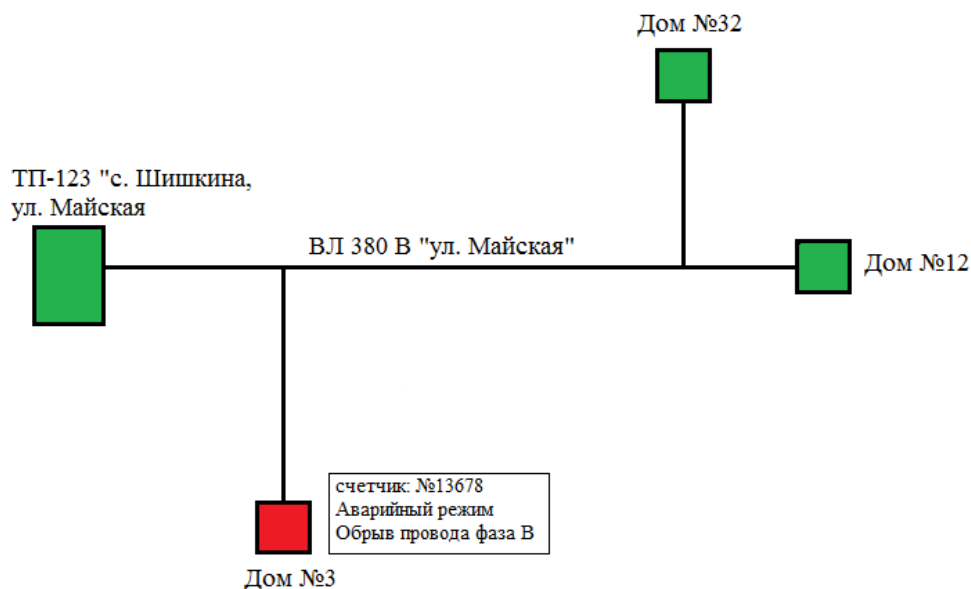 Дом №32
ТП-123 "с. Шишкина,
ул. Майская
ВЛ 380 В "ул. Майская"
Дом №12
счетчик: №13678
Аварийный режим
Обрыв провода фаза В
Дом №3